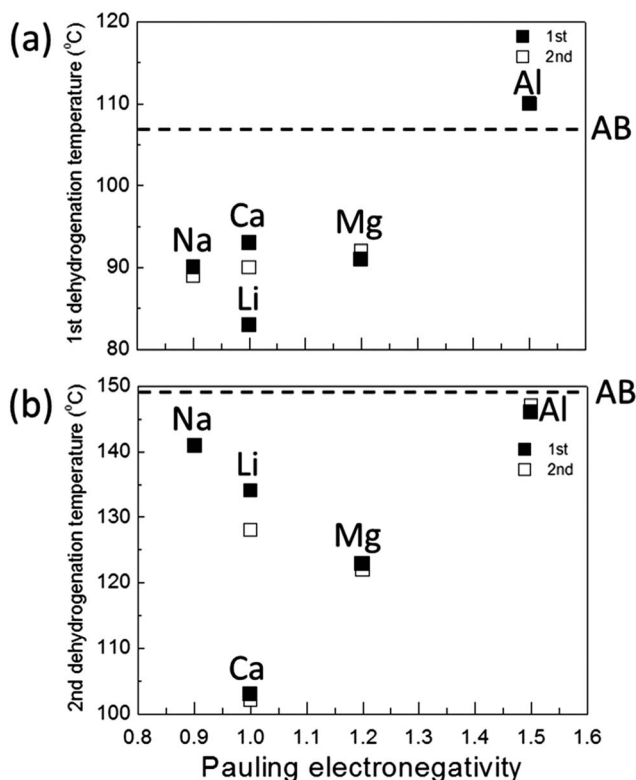 (a)
1st dehydrogenation temperature (⁰C)
120
110
100
90
80
1st
2nd
Al
AB
Ca
Mg
Na
Li
(b)
2nd dehydrogenation temperature (⁰C)
150
140
130
120
110
100
AB
Na
Al
Li
1st
2nd
Mg
Ca
0.8 0.9 1.0 1.1 1.2 1.3 1.4 1.5 1.6
Pauling electronegativity